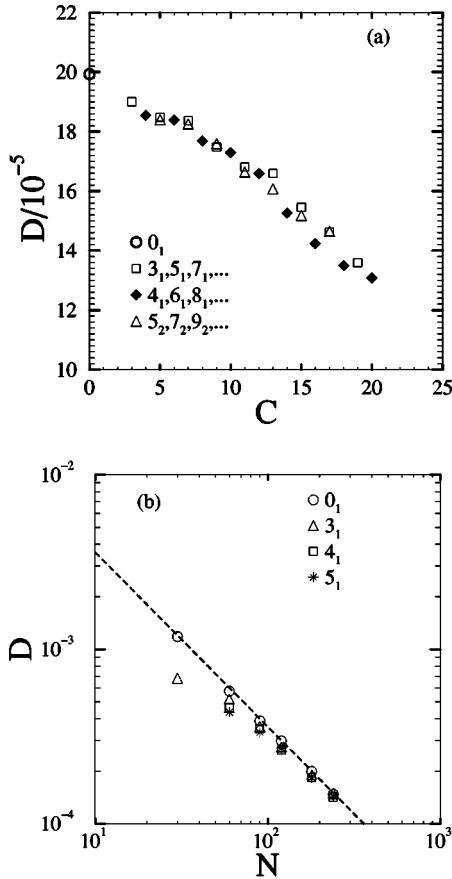 (a)
D/10⁻⁵
22
20
18
16
14
12
10
0₁
3₁,5₁,7₁,...
4₁,6₁,8₁,...
5₂,7₂,9₂,...
0 5 10 15 20 25
C
(b)
D
10⁻²
10⁻³
10⁻⁴
0₁
3₁
4₁
5₁
10¹ 10² 10³
N